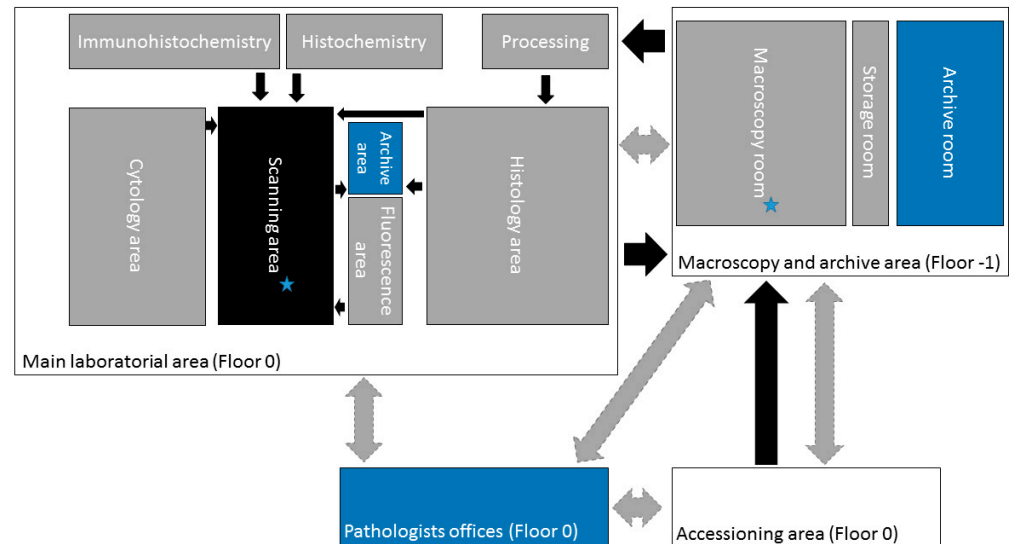 Immunohistochemistry
Histochemistry
Processing
Cytology area
Scanning area
Archive
area
Fluorescence
area
Histology area
Main laboratorial area (Floor 0)
Macroscopy room
Storage room
Archive room
Macroscopy and archive area (Floor -1)
Pathologists offices (Floor 0)
Accessioning area (Floor 0)